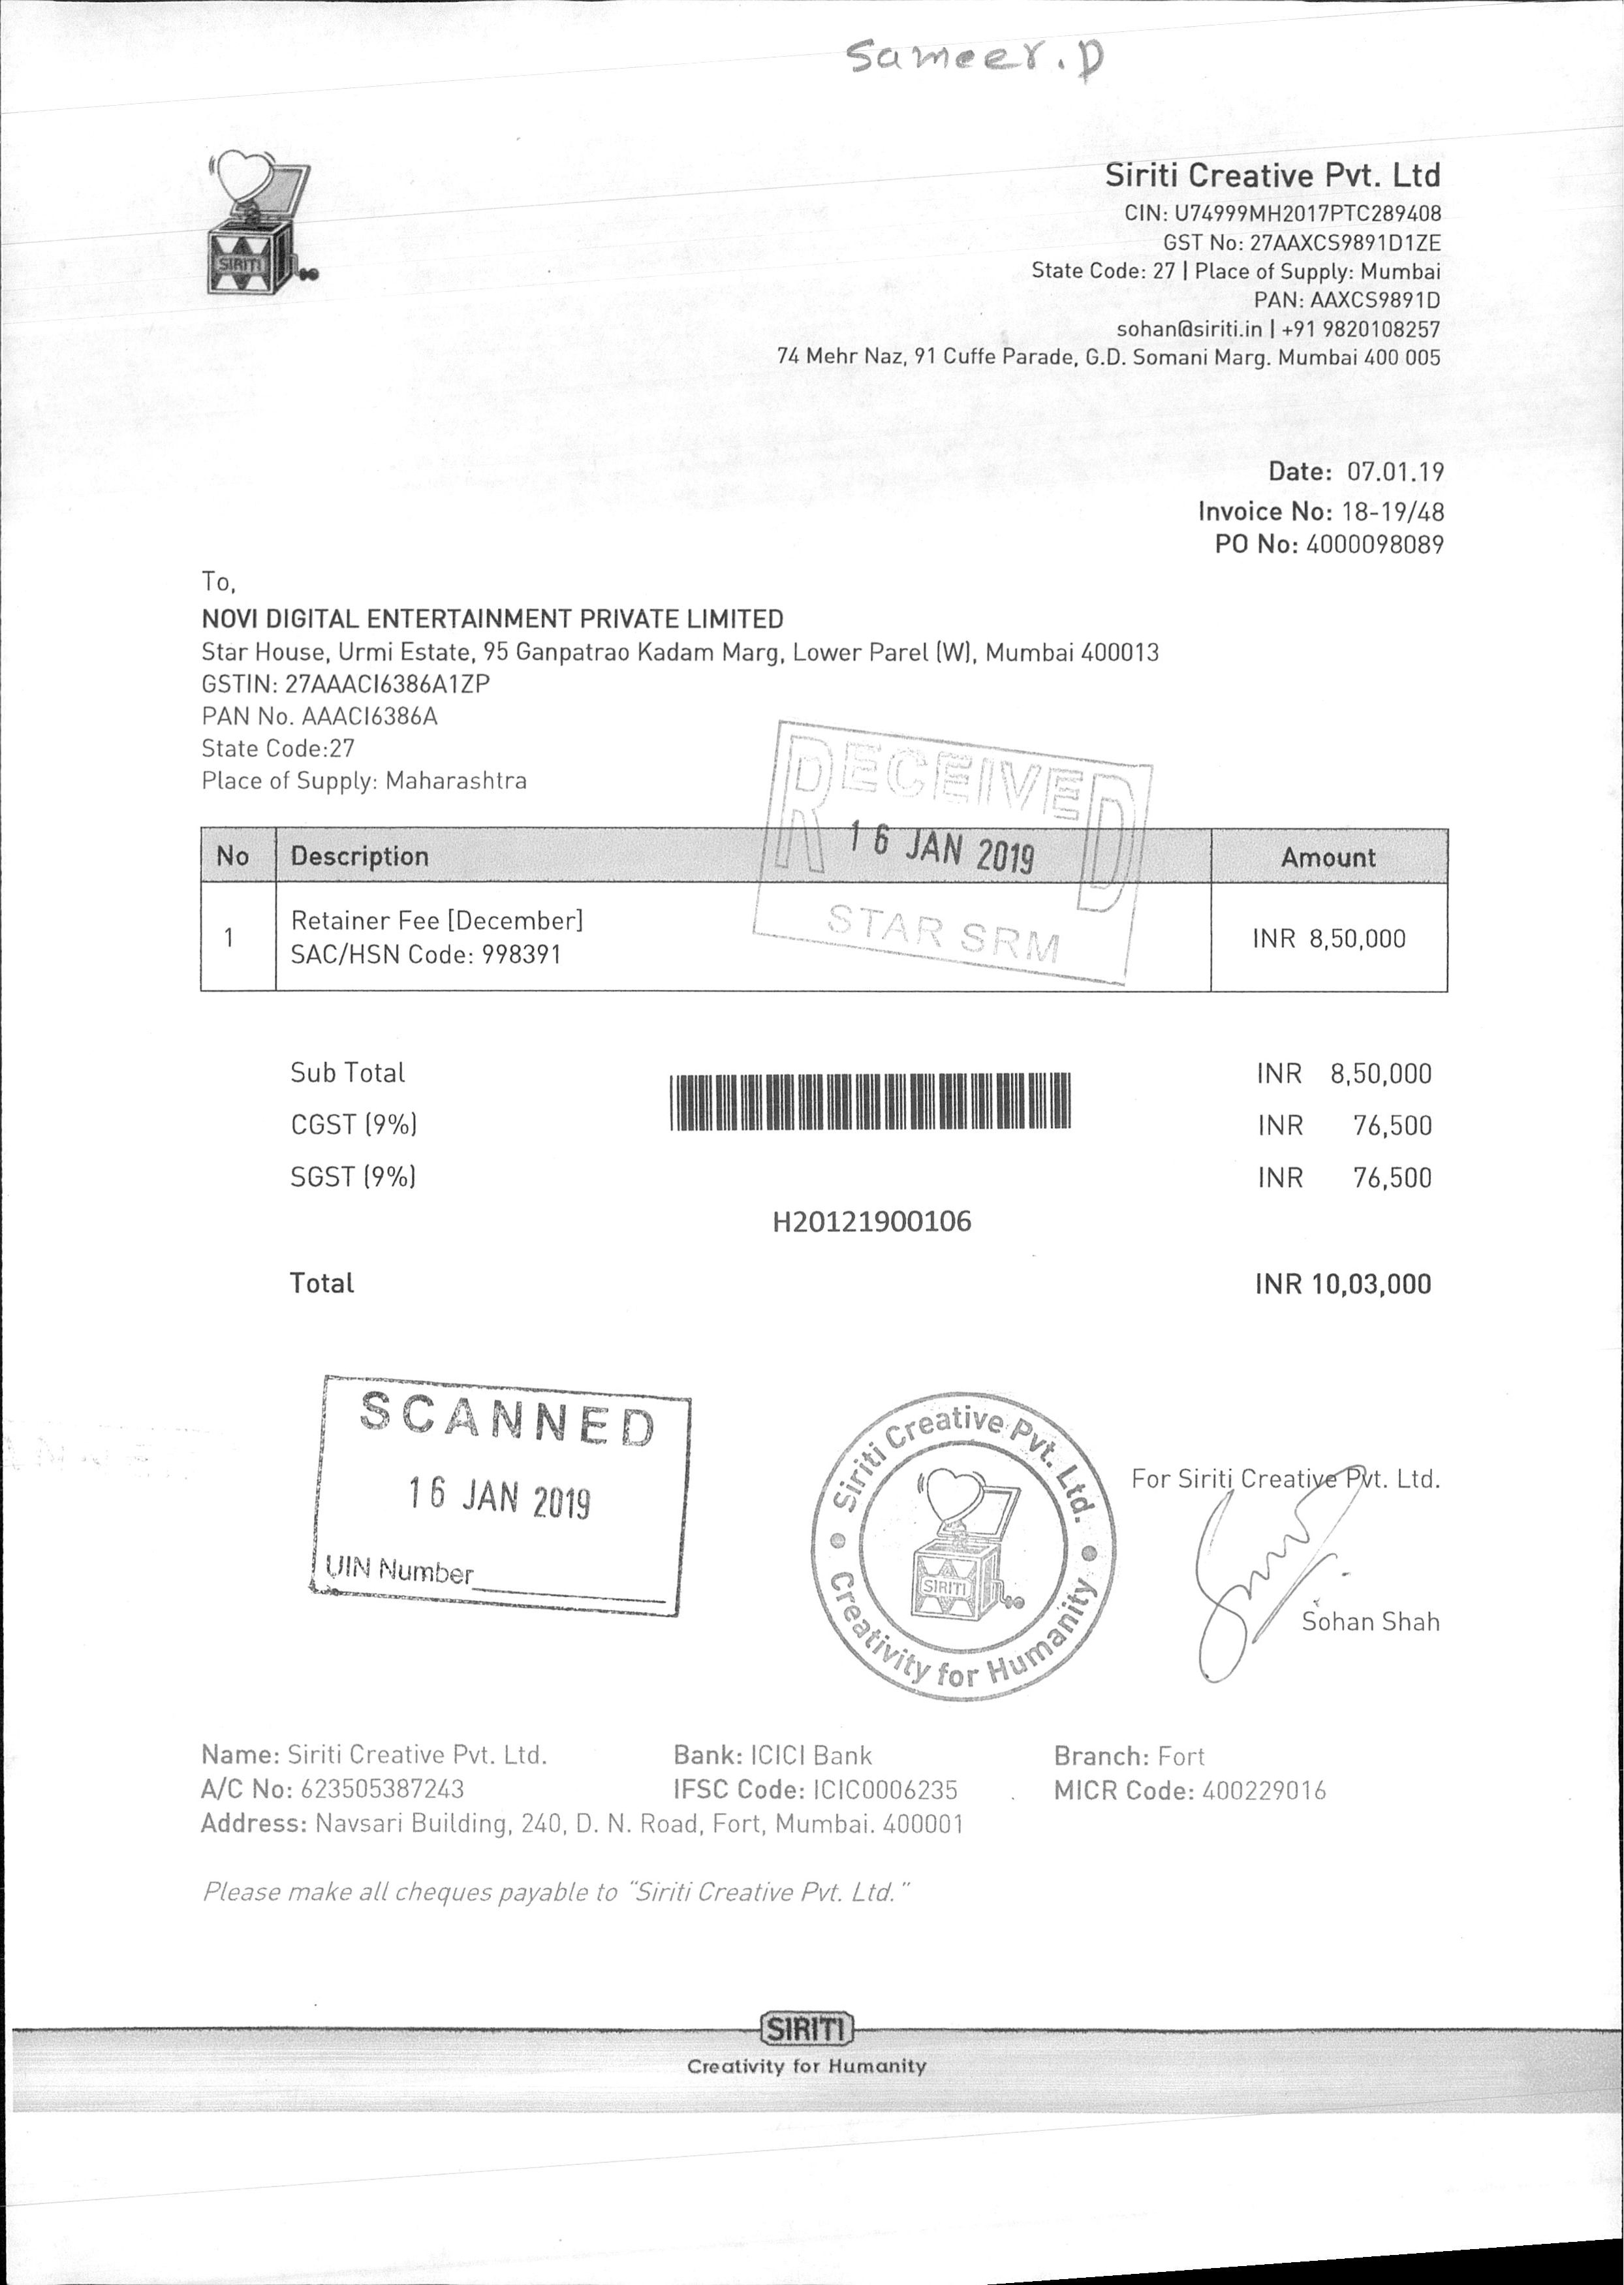 Sameer.D
SIRITI
Siriti Creative Pvt. Ltd
CIN: U74999MH2017PTC289408
GST No: 27AAXCS9891D1ZE
State Code: 27 | Place of Supply: Mumbai
PAN: AAXCS9891D
sohan@siriti.in | +91 9820108257
74 Mehr Naz, 91 Cuffe Parade, G.D. Somani Marg. Mumbai 400 005
Date: 07.01.19
Invoice No: 18-19/48
PO No: 4000098089
To,
NOVI DIGITAL ENTERTAINMENT PRIVATE LIMITED
Star House, Urmi Estate, 95 Ganpatrao Kadam Marg, Lower Parel (W), Mumbai 400013
GSTIN: 27AAACI6386A1ZP
PAN No. AAACI6386A
State Code:27
Place of Supply: Maharashtra
RECEIVED
16 JAN 2019
STAR SRM
No Description Amount
1 Retainer Fee [December] INR 8,50,000
SAC/HSN Code: 998391
Sub Total INR 8,50,000
CGST (9%) INR 76,500
SGST (9%) INR 76,500
H20121900106
Total INR 10,03,000
SCANNED
16 JAN 2019
UIN Number
Siriti Creative Pvt. Ltd.
SIRITI
Creativity for Humanity
For Siriti Creative Pvt. Ltd.
Sohan Shah
Name: Siriti Creative Pvt. Ltd. Bank: ICICI Bank Branch: Fort
A/C No: 623505387243 IFSC Code: ICIC0006235 MICR Code: 400229016
Address: Navsari Building, 240, D. N. Road, Fort, Mumbai. 400001
Please make all cheques payable to "Siriti Creative Pvt. Ltd."
SIRITI
Creativity for Humanity